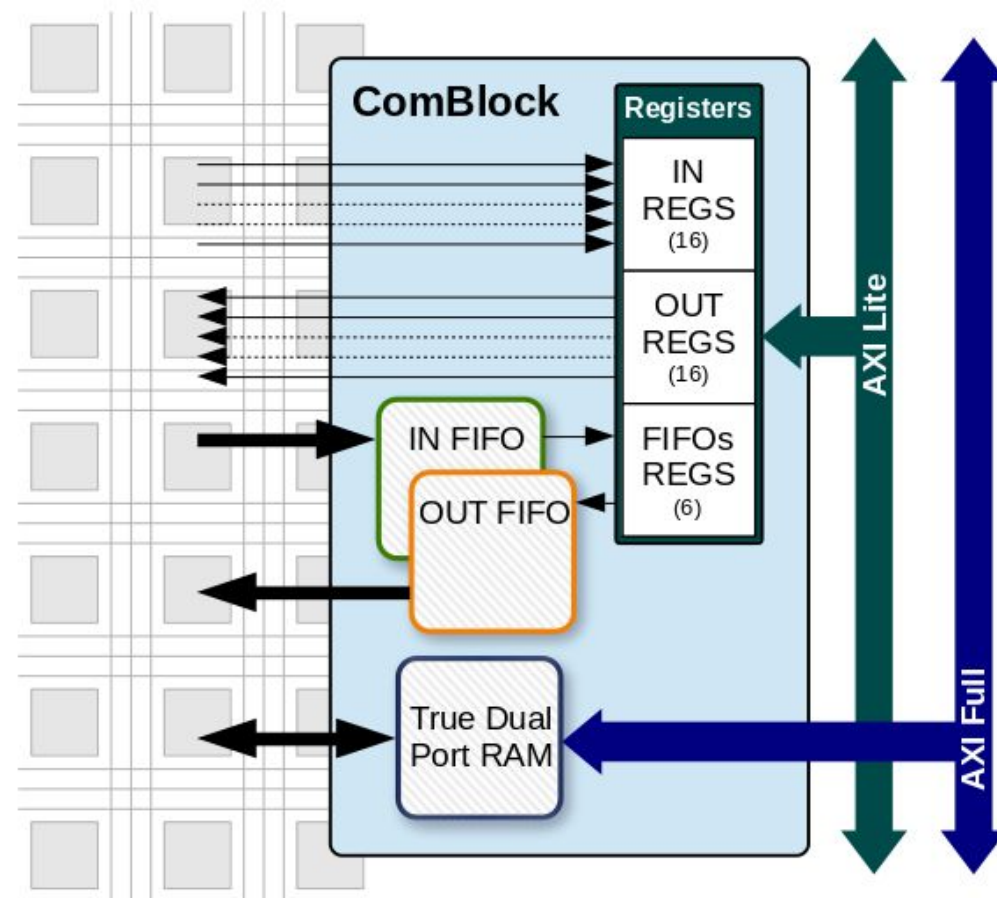 ComBlock
Registers
IN
REGS
(16)
OUT
REGS
(16)
FIFOs
REGS
(6)
IN FIFO
OUT FIFO
True Dual
Port RAM
AXI Lite
AXI Full